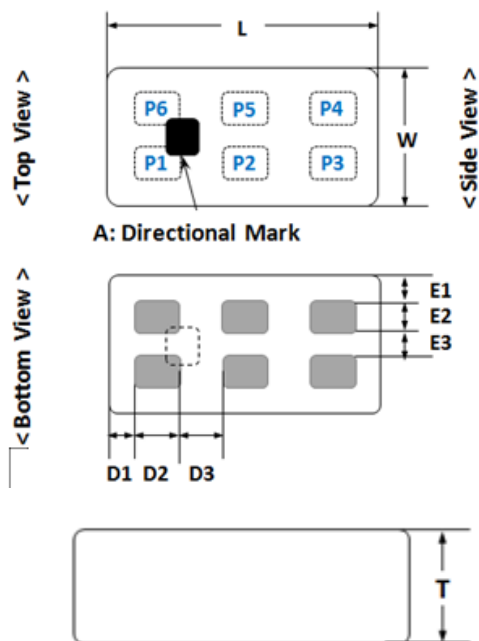 L
< Top View >
P6 P5 P4
P1 P2 P3
W
< Side View >
A: Directional Mark
< Bottom View >
E1
E2
E3
D1 D2 D3
T